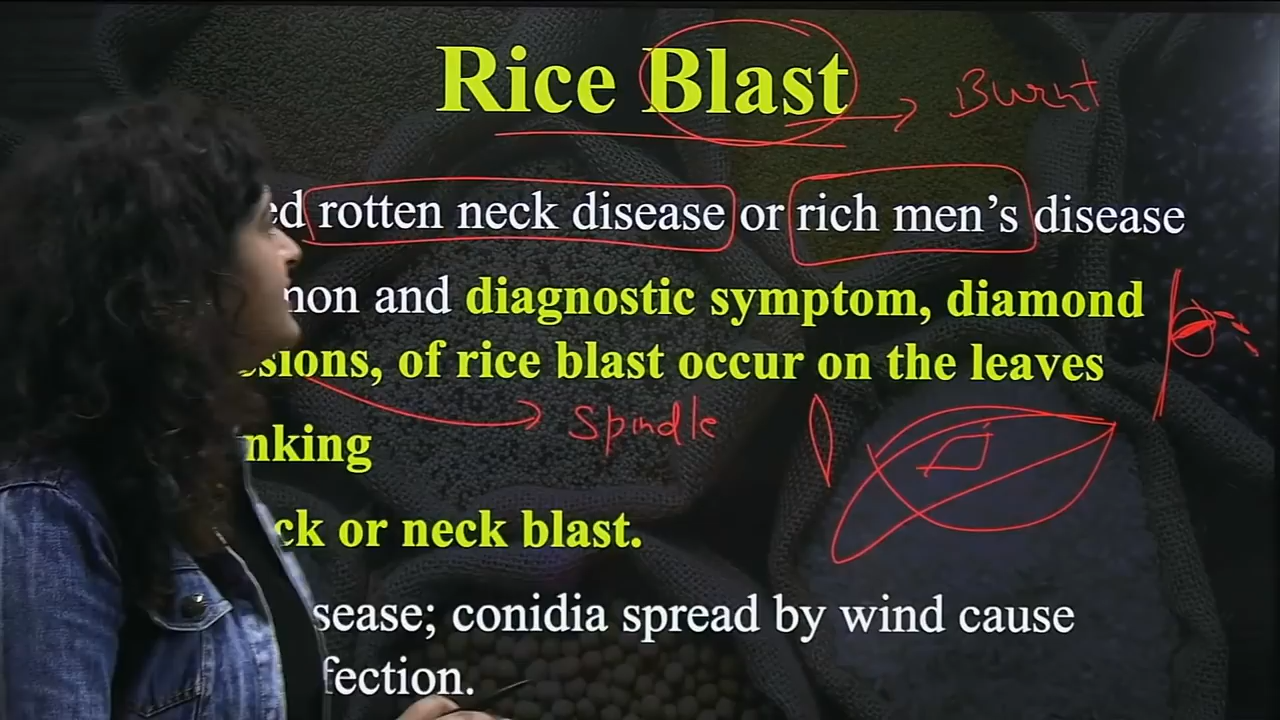 Rice Blast
Burnt
ed rotten neck disease or rich men's disease
non and diagnostic symptom, diamond
sions, of rice blast occur on the leaves
Spindle
nking
ck or neck blast.
sease; conidia spread by wind cause
fection.